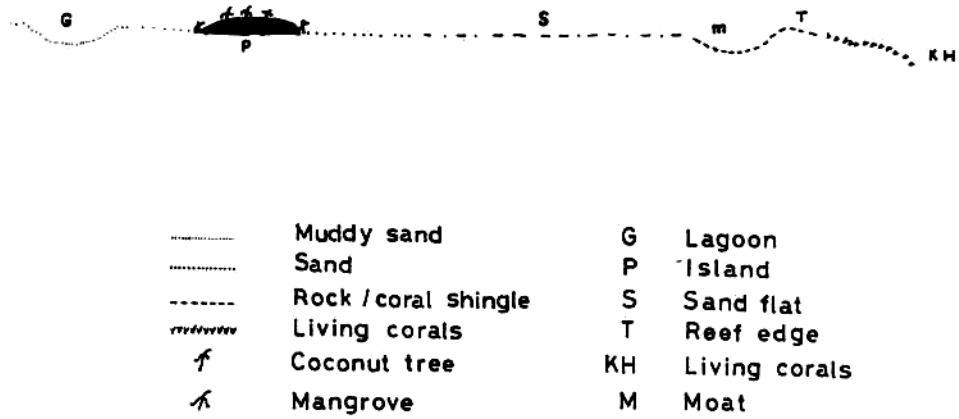 G S T
P m
KH
Muddy sand G Lagoon
Sand P Island
Rock / coral shingle S Sand flat
Living corals T Reef edge
Coconut tree KH Living corals
Mangrove M Moat